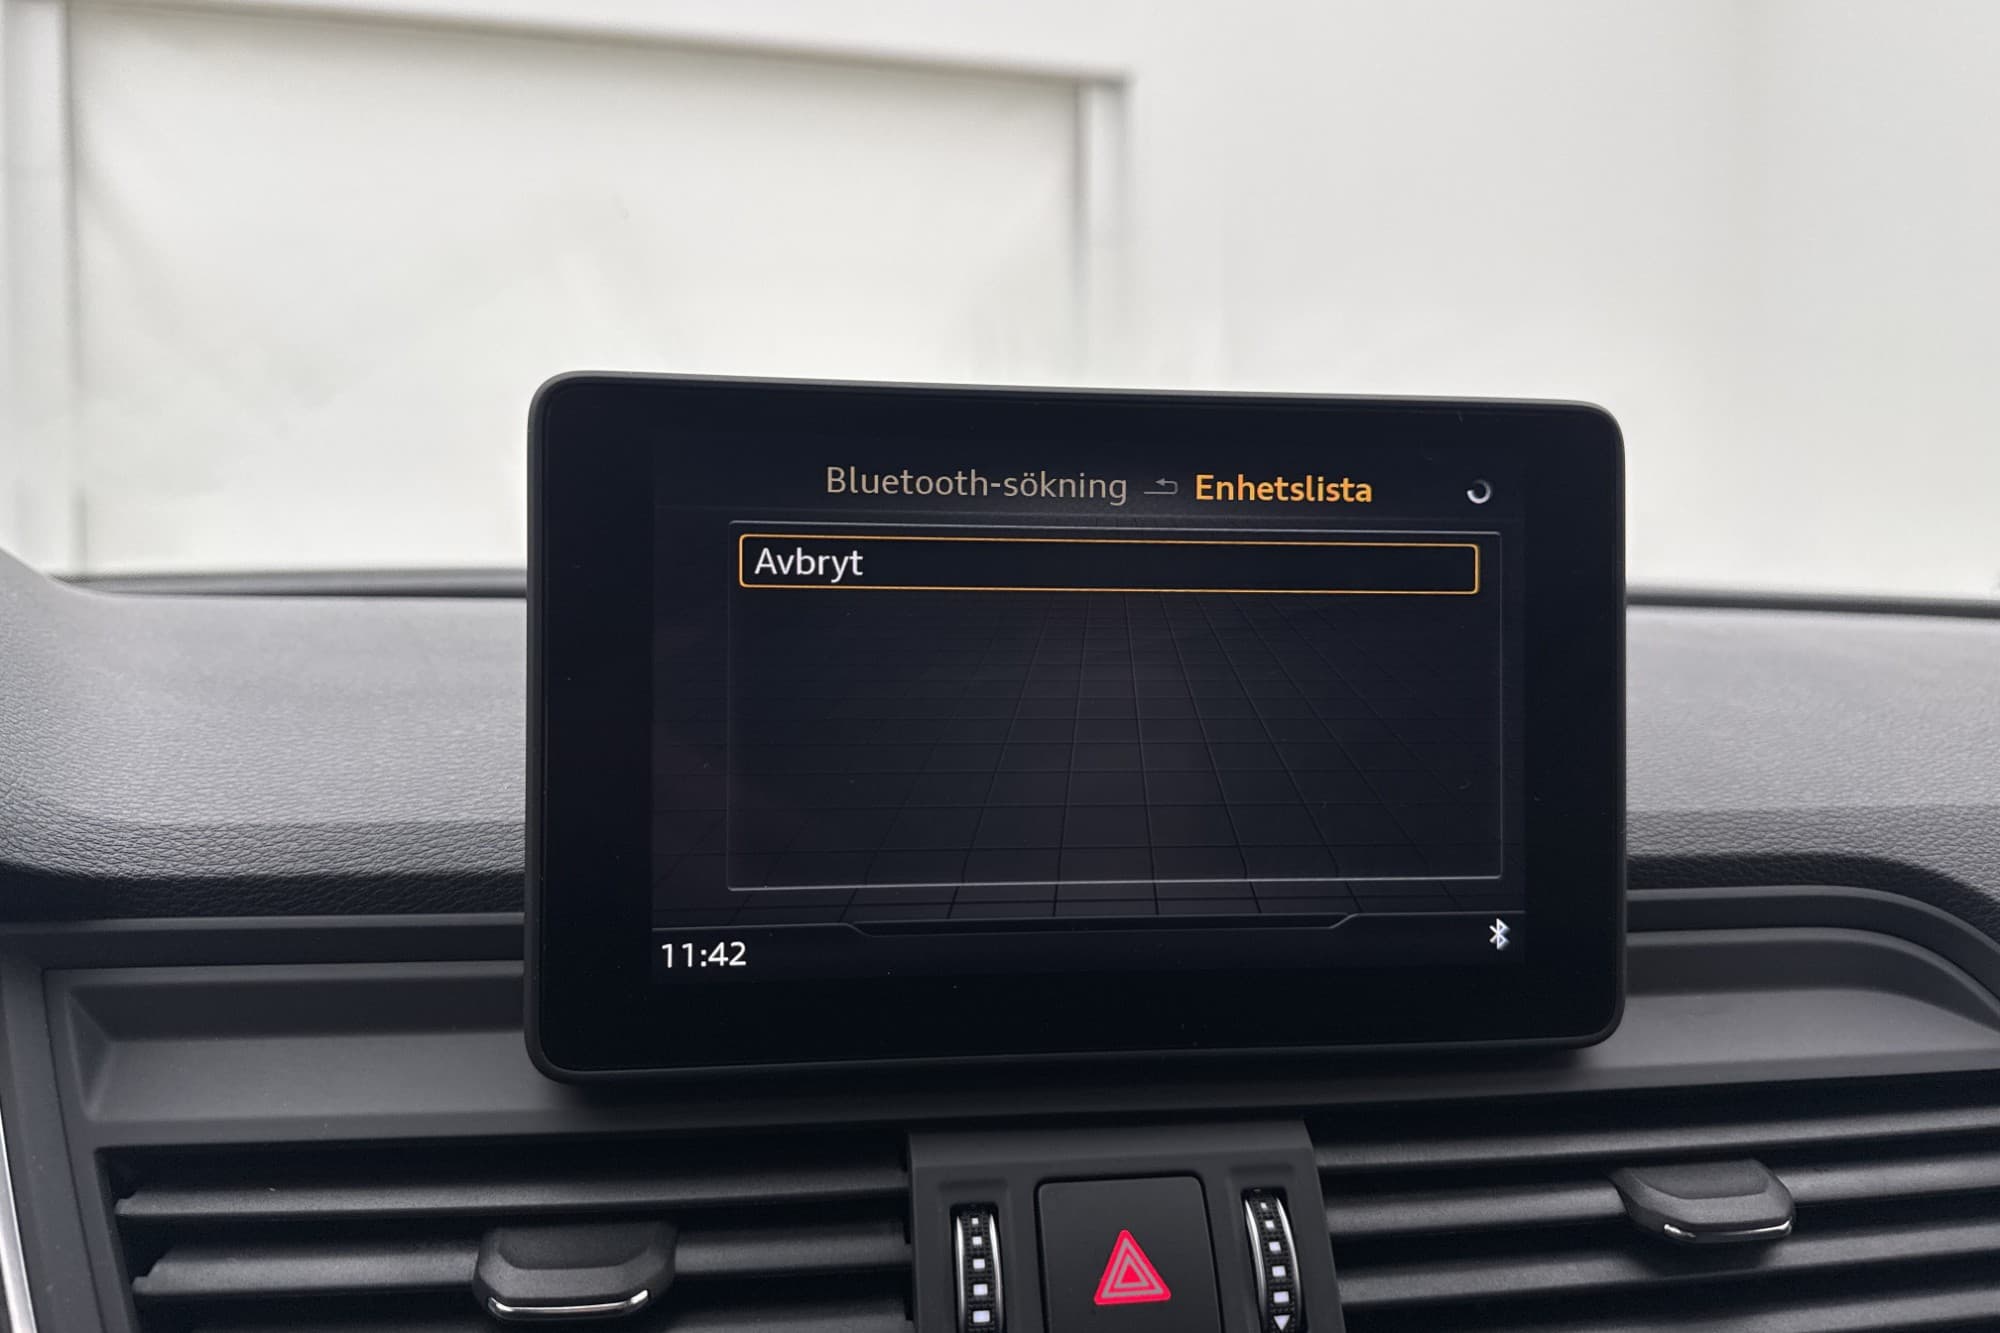 Bluetooth-sökning Enhetslista
Avbryt
11:42